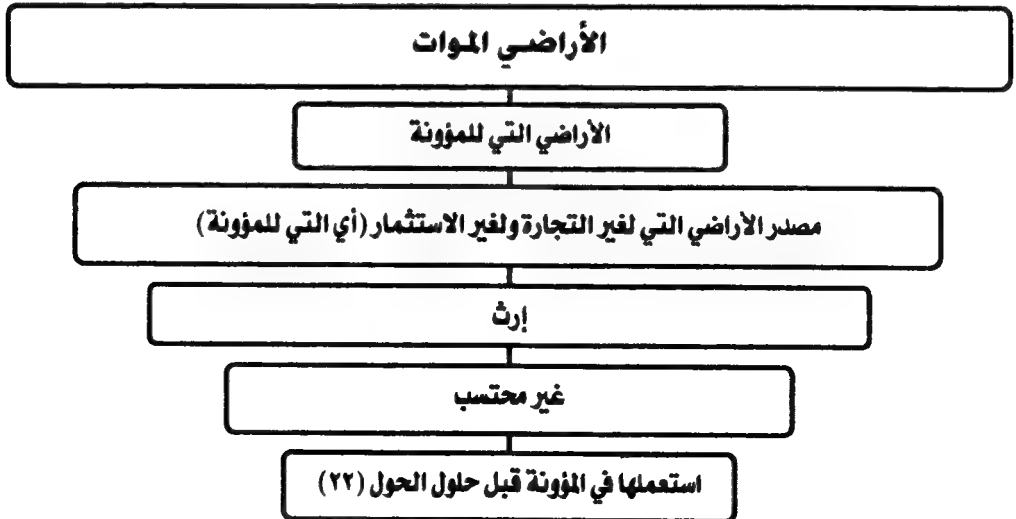 الأراضي الموات
الأراضي التي للمؤونة
مصدر الأراضي التي لغير التجارة ولغير الاستثمار (أي التي للمؤونة)
إرث
غير محتسب
استعملها في المؤونة قبل حلول الحول (٢٢)